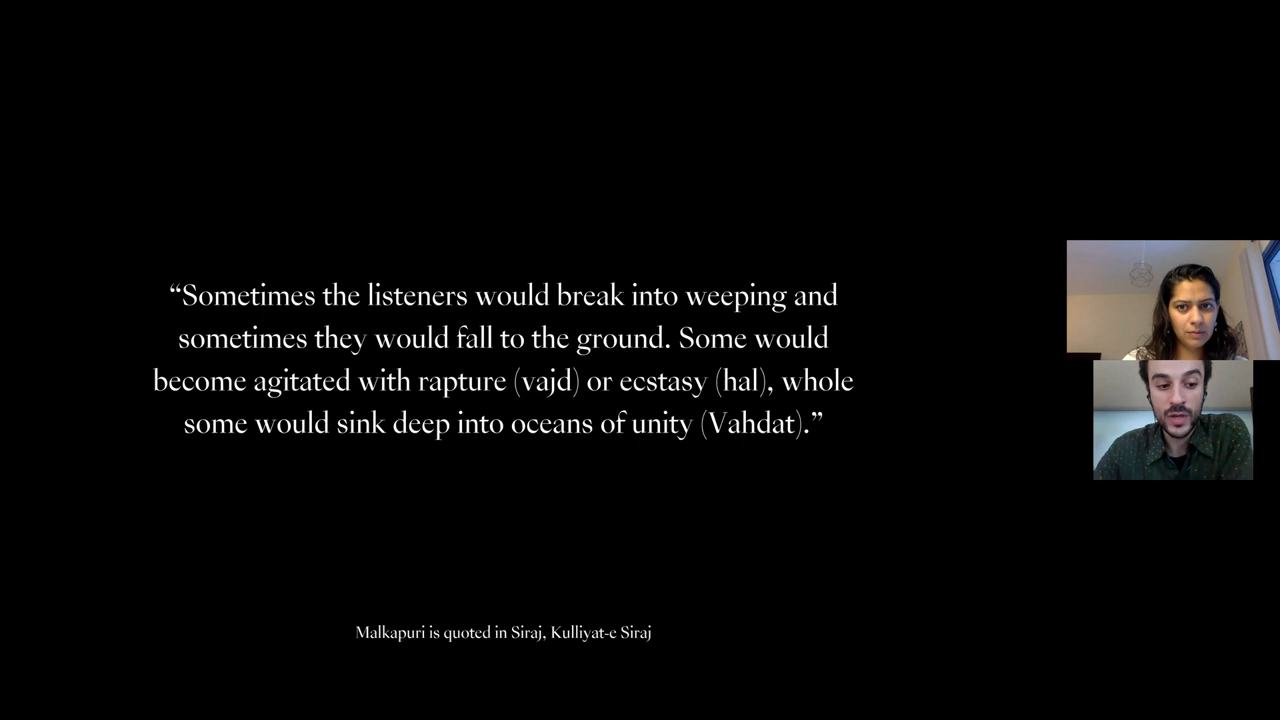 “Sometimes the listeners would break into weeping and
sometimes they would fall to the ground. Some would
become agitated with rapture (vajd) or ecstasy (hal), whole
some would sink deep into oceans of unity (Vahdat).”
Malkapuri is quoted in Siraj, Kulliyat-e Siraj